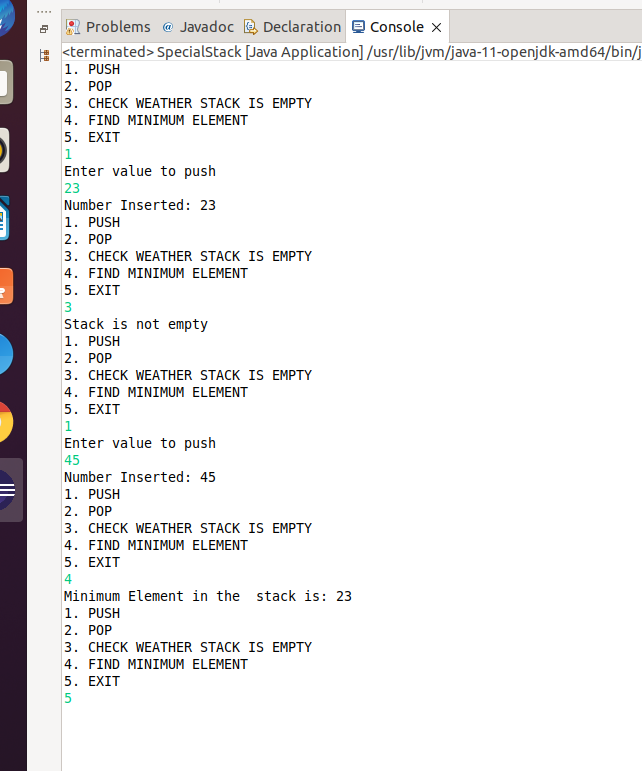 Problems @ Javadoc Declaration Console
<terminated> SpecialStack [Java Application] /usr/lib/jvm/java-11-openjdk-amd64/bin/j
1. PUSH
2. POP
3. CHECK WEATHER STACK IS EMPTY
4. FIND MINIMUM ELEMENT
5. EXIT
1
Enter value to push
23
Number Inserted: 23
1. PUSH
2. POP
3. CHECK WEATHER STACK IS EMPTY
4. FIND MINIMUM ELEMENT
5. EXIT
3
Stack is not empty
1. PUSH
2. POP
3. CHECK WEATHER STACK IS EMPTY
4. FIND MINIMUM ELEMENT
5. EXIT
1
Enter value to push
45
Number Inserted: 45
1. PUSH
2. POP
3. CHECK WEATHER STACK IS EMPTY
4. FIND MINIMUM ELEMENT
5. EXIT
4
Minimum Element in the  stack is: 23
1. PUSH
2. POP
3. CHECK WEATHER STACK IS EMPTY
4. FIND MINIMUM ELEMENT
5. EXIT
5